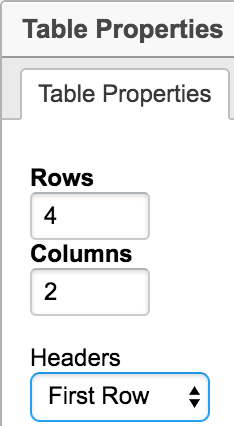 Table Properties
Table Properties
Rows
4
Columns
2
Headers
First Row